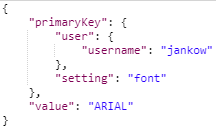 {
    "primaryKey": {
        "user": {
            "username": "jankow"
        },
        "setting": "font"
    },
    "value": "ARIAL"
}